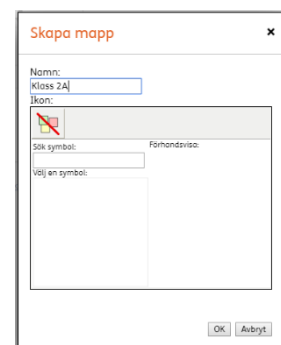 Skapa mapp
Namn:
Klass 2A
Ikon:
Sök symbol:
Förhandsvisa:
Välj en symbol:
OK
Avbryt